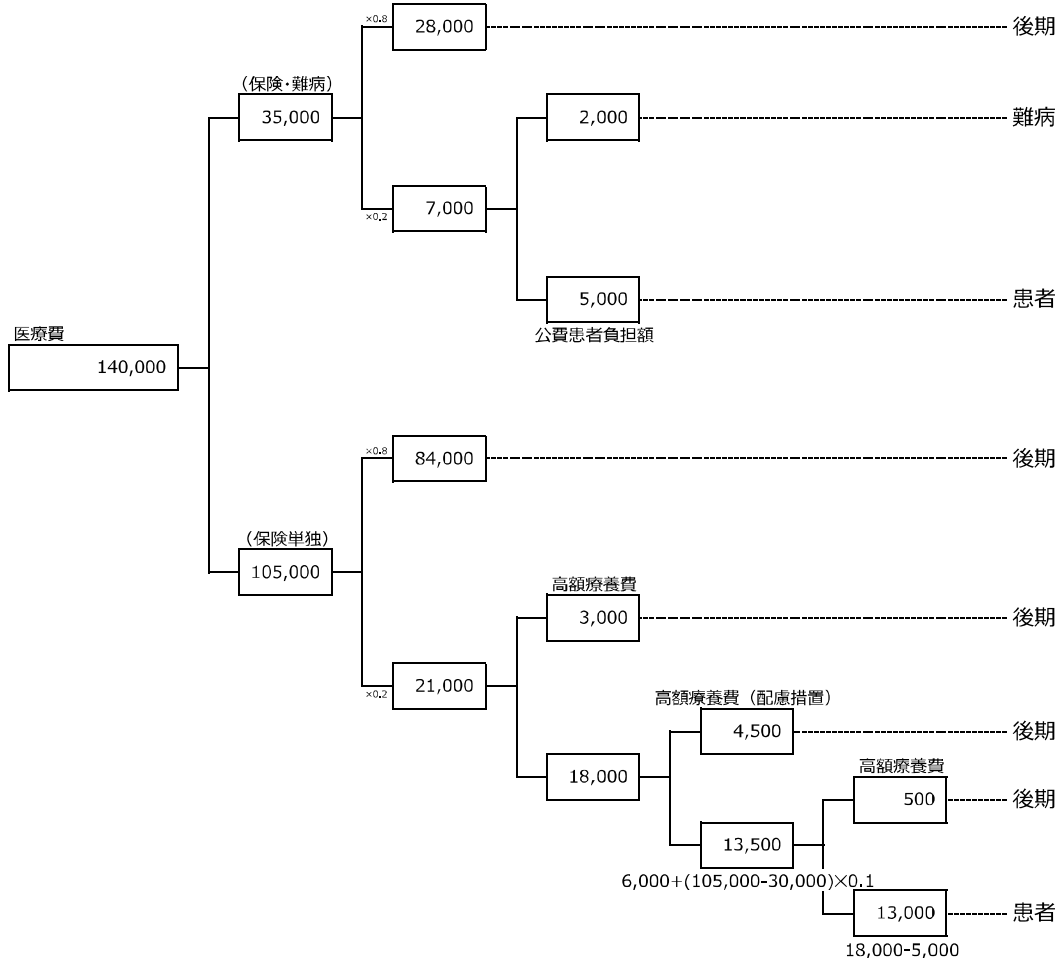 ×0.8
28,000
後期
(保険・難病)
35,000
2,000
難病
×0.2
7,000
5,000
患者
公費患者負担額
医療費
140,000
×0.8
84,000
後期
(保険単独)
105,000
高額療養費
3,000
後期
×0.2
21,000
高額療養費（配慮措置）
4,500
後期
18,000
高額療養費
500
後期
13,500
6,000+(105,000-30,000)×0.1
13,000
患者
18,000-5,000